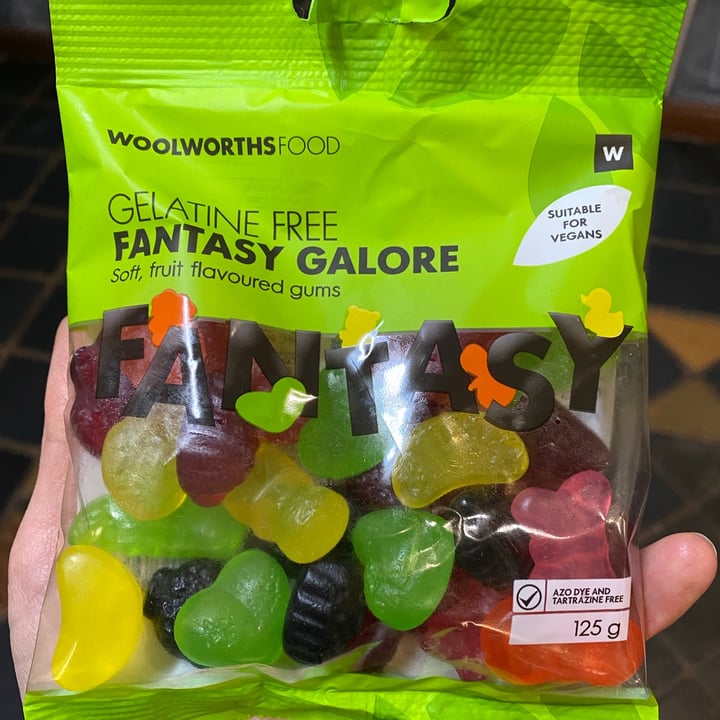 WOOLWORTHSFOOD
W
GELATINE FREE
FANTASY GALORE
Soft, fruit flavoured gums
SUITABLE
FOR
VEGANS
FANTASY
AZO DYE AND
TARTRAZINE FREE
125 g